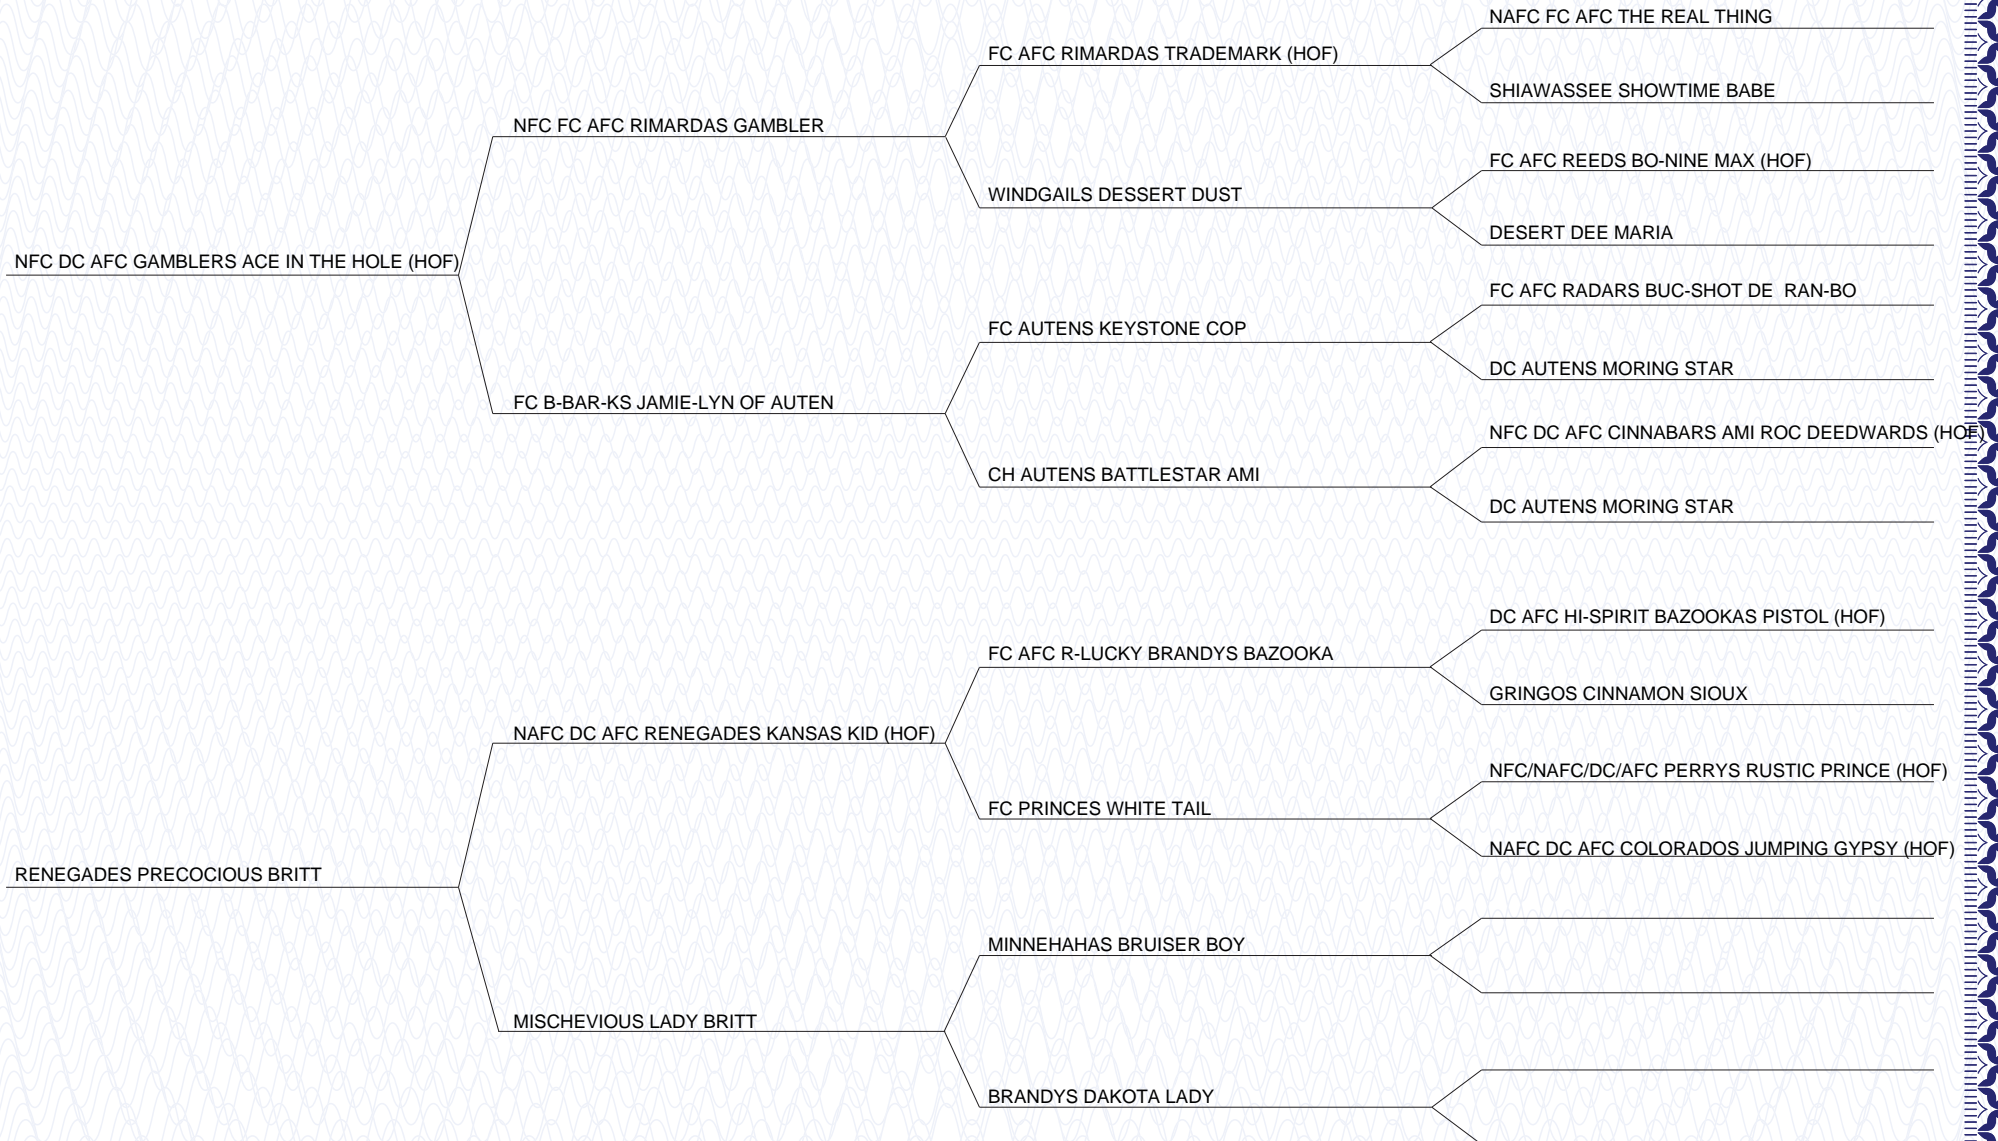 NAFC FC AFC THE REAL THING
FC AFC RIMARDAS TRADEMARK (HOF)
SHIAWASSEE SHOWTIME BABE
NFC FC AFC RIMARDAS GAMBLER
FC AFC REEDS BO-NINE MAX (HOF)
WINDGAILS DESSERT DUST
DESERT DEE MARIA
NFC DC AFC GAMBLERS ACE IN THE HOLE (HOF)
FC AFC RADARS BUC-SHOT DE  RAN-BO
FC AUTENS KEYSTONE COP
DC AUTENS MORING STAR
FC B-BAR-KS JAMIE-LYN OF AUTEN
NFC DC AFC CINNABARS AMI ROC DEEDWARDS (HOF)
CH AUTENS BATTLESTAR AMI
DC AUTENS MORING STAR
DC AFC HI-SPIRIT BAZOOKAS PISTOL (HOF)
FC AFC R-LUCKY BRANDYS BAZOOKA
GRINGOS CINNAMON SIOUX
NAFC DC AFC RENEGADES KANSAS KID (HOF)
NFC/NAFC/DC/AFC PERRYS RUSTIC PRINCE (HOF)
FC PRINCES WHITE TAIL
NAFC DC AFC COLORADOS JUMPING GYPSY (HOF)
RENEGADES PRECOCIOUS BRITT
MINNEHAHAS BRUISER BOY
MISCHEVIOUS LADY BRITT
BRANDYS DAKOTA LADY